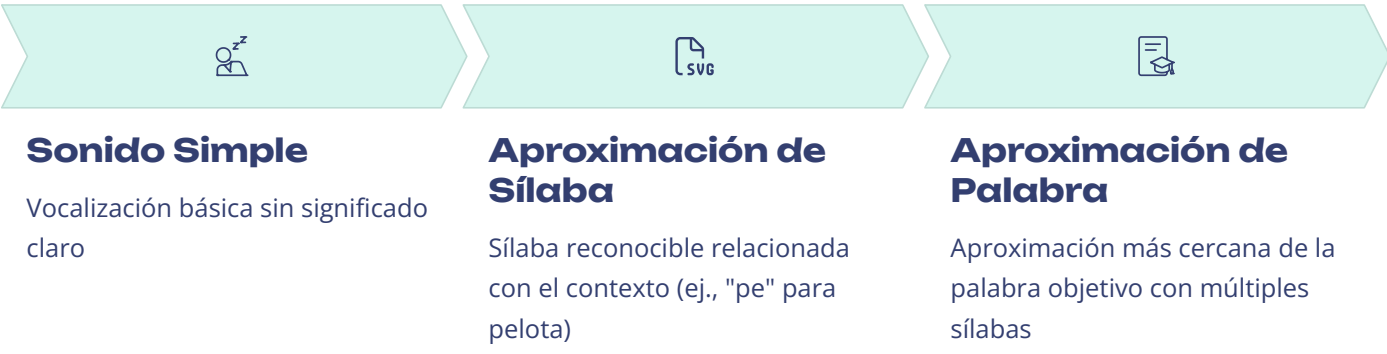 zz
SVG
Sonido Simple
Vocalización básica sin significado
claro
Aproximación de
Sílaba
Sílaba reconocible relacionada
con el contexto (ej., "pe" para
pelota)
Aproximación de
Palabra
Aproximación más cercana de la
palabra objetivo con múltiples
sílabas